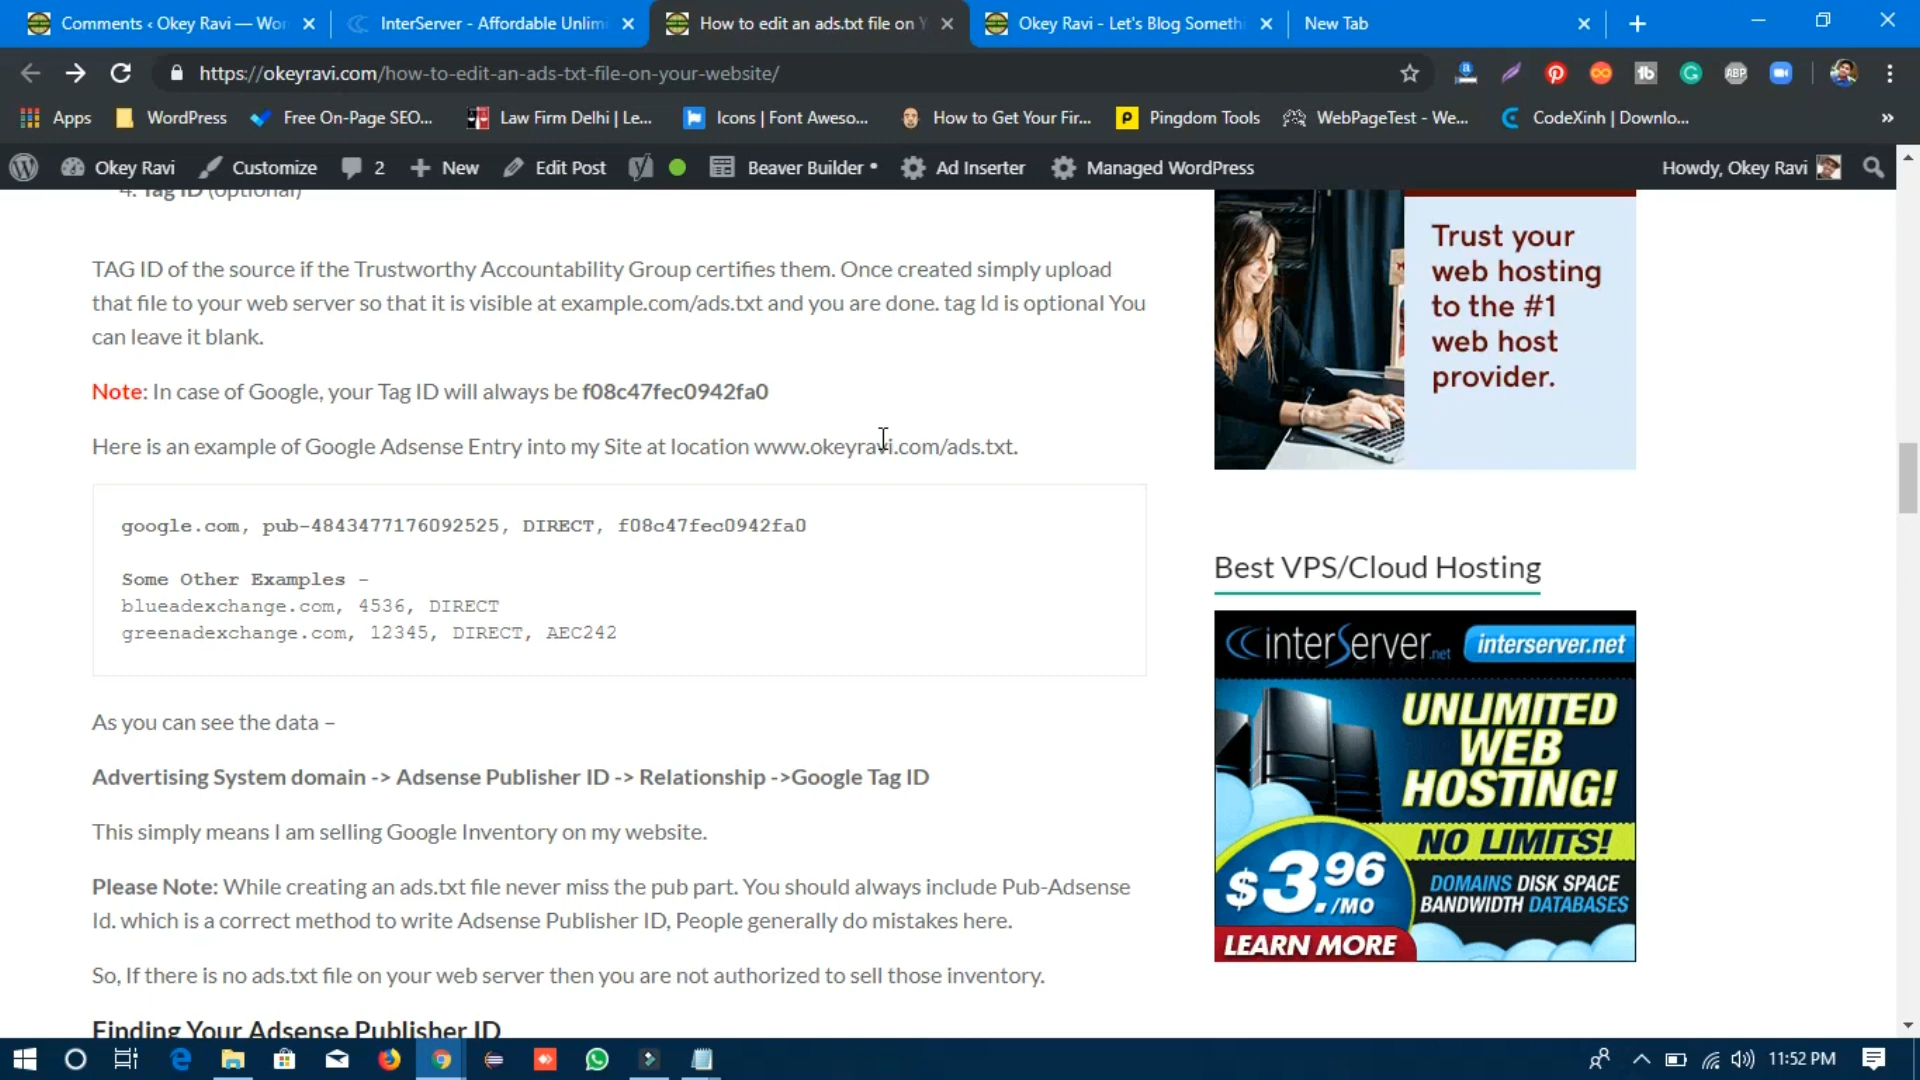 Comments ‹ Okey Ravi — Wor
InterServer - Affordable Unlimi
How to edit an ads.txt file on Y
Okey Ravi - Let's Blog Somethi
New Tab
https://okeyravi.com/how-to-edit-an-ads-txt-file-on-your-website/
Apps
WordPress
Free On-Page SEO...
Law Firm Delhi | Le...
Icons | Font Aweso...
How to Get Your Fir...
Pingdom Tools
WebPageTest - We...
CodeXinh | Downlo...
»
Okey Ravi
Customize
2
New
Edit Post
Beaver Builder
Ad Inserter
Managed WordPress
Howdy, Okey Ravi
4. Tag ID (optional)
TAG ID of the source if the Trustworthy Accountability Group certifies them. Once created simply upload
that file to your web server so that it is visible at example.com/ads.txt and you are done. tag Id is optional You
can leave it blank.
Note: In case of Google, your Tag ID will always be f08c47fec0942fa0
Here is an example of Google Adsense Entry into my Site at location www.okeyravi.com/ads.txt.
google.com, pub-4843477176092525, DIRECT, f08c47fec0942fa0
Some Other Examples –
blueadexchange.com, 4536, DIRECT
greenadexchange.com, 12345, DIRECT, AEC242
As you can see the data –
Advertising System domain -> Adsense Publisher ID -> Relationship ->Google Tag ID
This simply means I am selling Google Inventory on my website.
Please Note: While creating an ads.txt file never miss the pub part. You should always include Pub-Adsense
Id. which is a correct method to write Adsense Publisher ID, People generally do mistakes here.
So, If there is no ads.txt file on your web server then you are not authorized to sell those inventory.
Finding Your Adsense Publisher ID
Trust your
web hosting
to the #1
web host
provider.
Best VPS/Cloud Hosting
interServer.net
interserver.net
UNLIMITED
WEB
HOSTING!
NO LIMITS!
$3.96/MO
DOMAINS DISK SPACE
BANDWIDTH DATABASES
LEARN MORE
11:52 PM